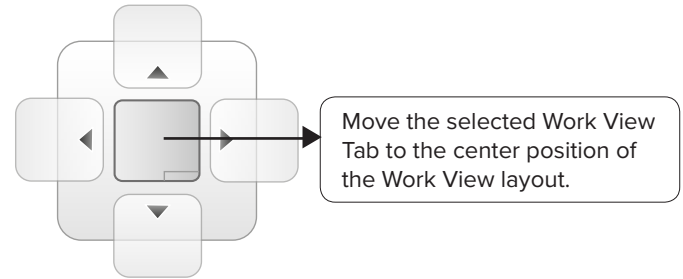 Move the selected Work View
Tab to the center position of
the Work View layout.